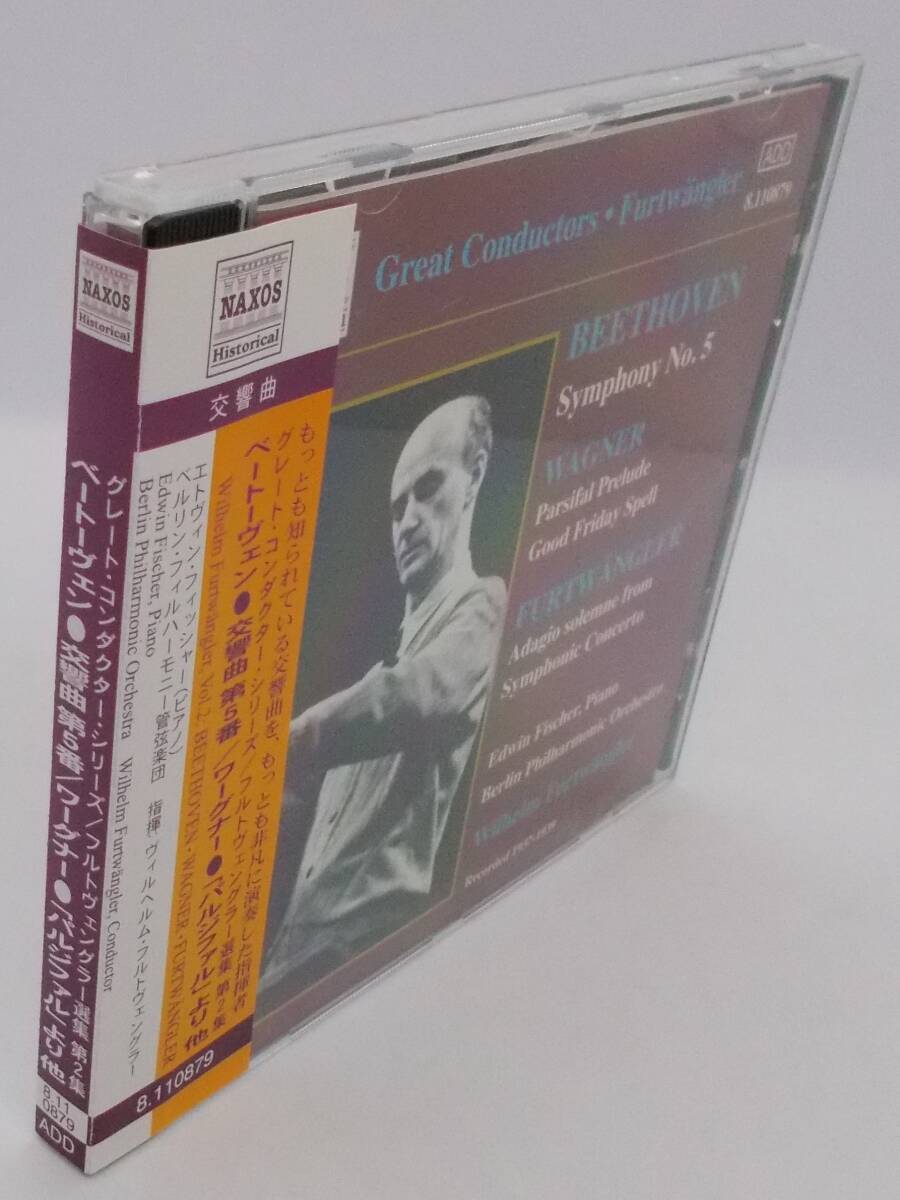 NAXOS
Historical
グレート・コンダクター・シリーズ/フルトヴェングラー選集 第2集
ベートーヴェン●交響曲 第5番/ワーグナー●「パルジファル」より 他
8.11
0879
ADD
NAXOS
Historical
交響曲
もっとも知られている交響曲を、もっとも非凡に演奏した指揮者
グレート・コンダクター・シリーズ/フルトヴェングラー選集 第2集
ベートーヴェン●交響曲 第5番/ワーグナー●「パルジファル」より 他
Wilhelm Furtwängler, Vol.2: BEETHOVEN・WAGNER・FURTWÄNGLER
エトヴィン・フィッシャー(ピアノ)
ベルリン・フィルハーモニー管弦楽団 指揮:ヴィルヘルム・フルトヴェングラー
Edwin Fischer, Piano
Berlin Philharmonic Orchestra Wilhelm Furtwängler, Conductor
8.110879
ADD
8.110879
Great Conductors • Furtwängler
BEETHOVEN
Symphony No. 5
WAGNER
Parsifal Prelude
Good Friday Spell
FURTWÄNGLER
Adagio solemne from
Symphonic Concerto
Edwin Fischer, Piano
Berlin Philharmonic Orchestra
Wilhelm Furtwängler
Recorded 1937-1939